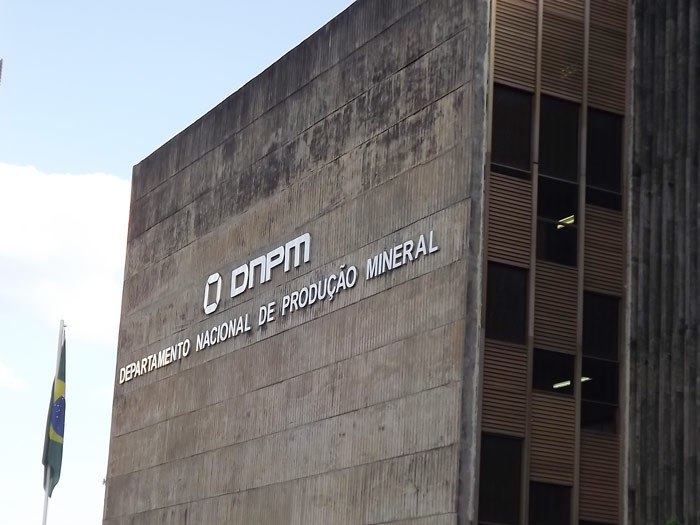 DNPM
DEPARTAMENTO NACIONAL DE PRODUÇÃO MINERAL